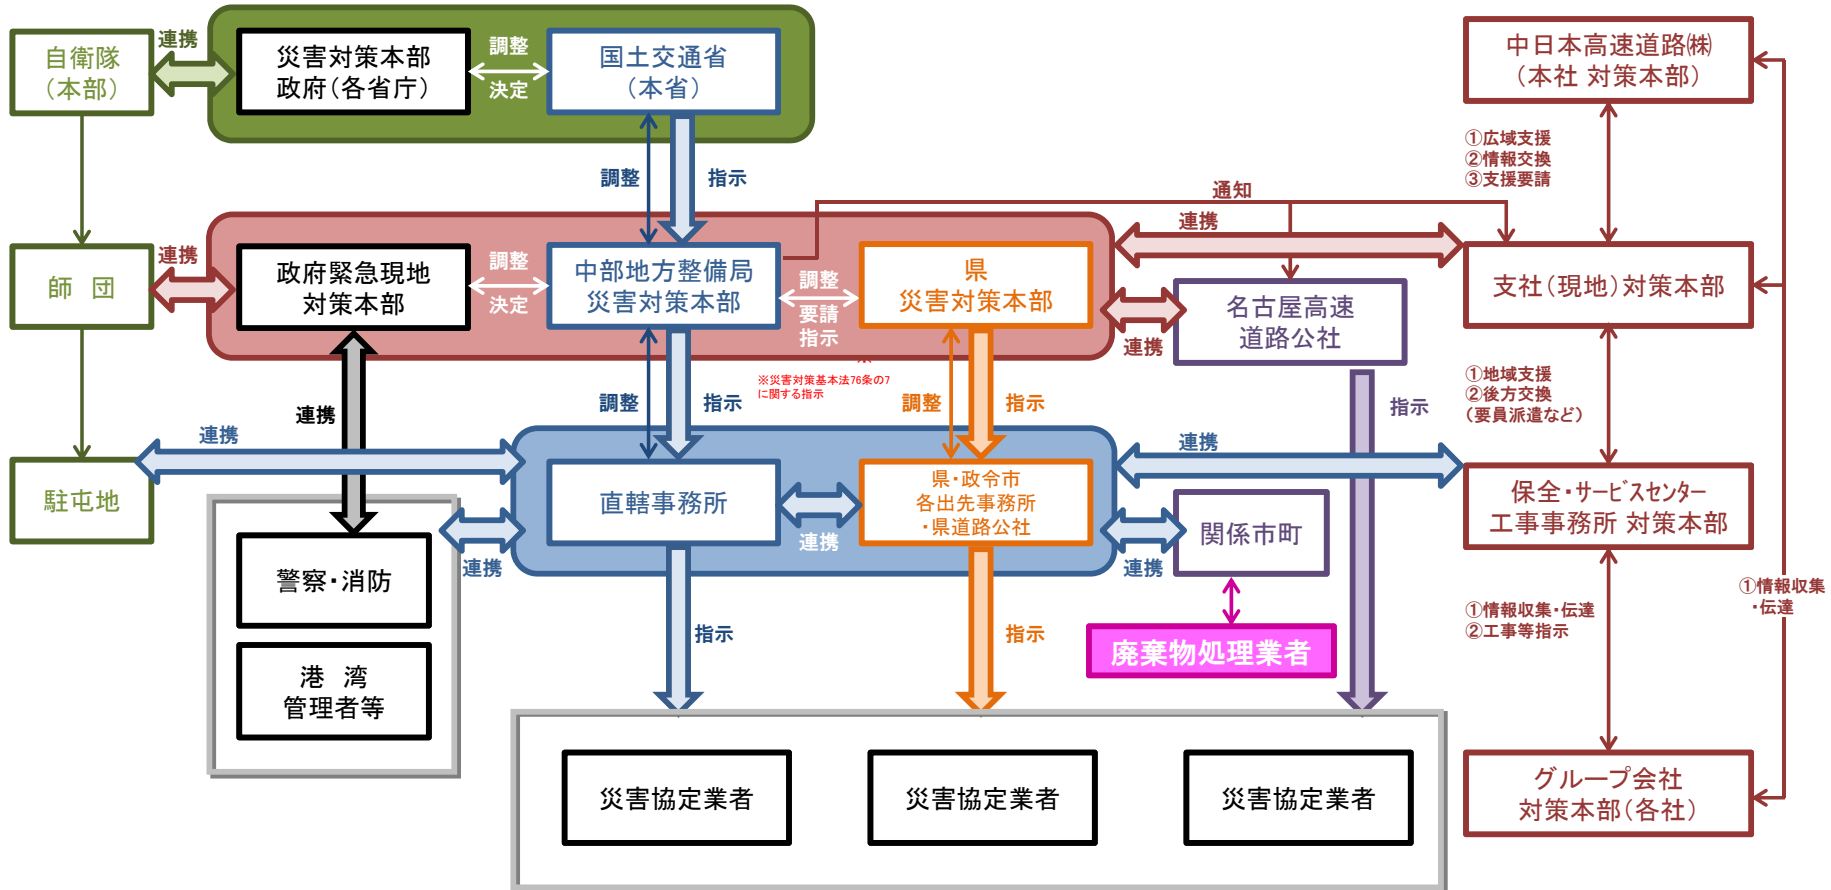 自衛隊
(本部)
連携
災害対策本部
政府(各省庁)
調整
決定
国土交通省
(本省)
中日本高速道路㈱
(本社 対策本部)
①広域支援
②情報交換
③支援要請
調整
指示
通知
師 団
連携
政府緊急現地
対策本部
調整
決定
中部地方整備局
災害対策本部
調整
要請
指示
※
県
災害対策本部
連携
連携
名古屋高速
道路公社
支社(現地)対策本部
※災害対策基本法76条の7
に関する指示
連携
調整
指示
調整
指示
指示
①地域支援
②後方交換
(要員派遣など)
駐屯地
連携
直轄事務所
連携
県・政令市
各出先事務所
・県道路公社
連携
関係市町
保全・サービスセンター
工事事務所 対策本部
連携
連携
警察・消防
港 湾
管理者等
指示
指示
廃棄物処理業者
①情報収集・伝達
②工事等指示
①情報収集
・伝達
災害協定業者
災害協定業者
災害協定業者
グループ会社
対策本部(各社)